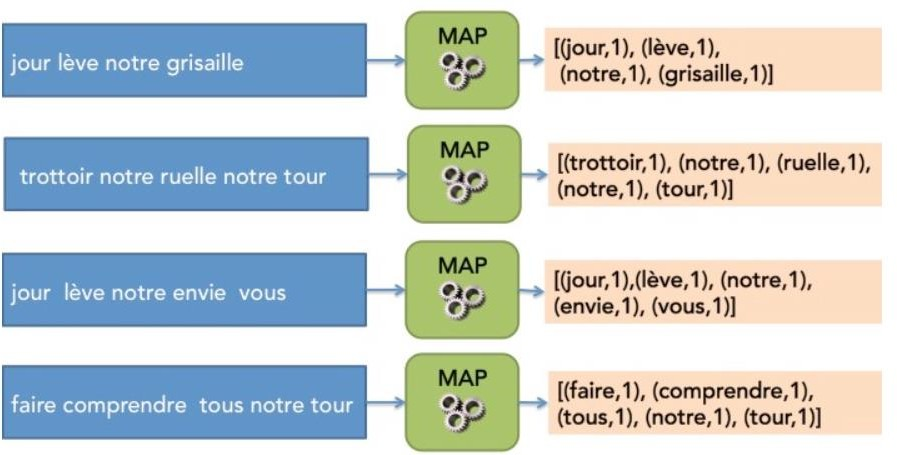 jour lève notre grisaille
MAP
[(jour,1), (lève,1),
(notre,1), (grisaille,1)]
trottoir notre ruelle notre tour
MAP
[(trottoir,1), (notre,1), (ruelle,1),
(notre,1), (tour,1)]
jour lève notre envie vous
MAP
[(jour,1),(lève,1), (notre,1),
(envie,1), (vous,1)]
faire comprendre tous notre tour
MAP
[(faire,1), (comprendre,1),
(tous,1), (notre,1), (tour,1)]